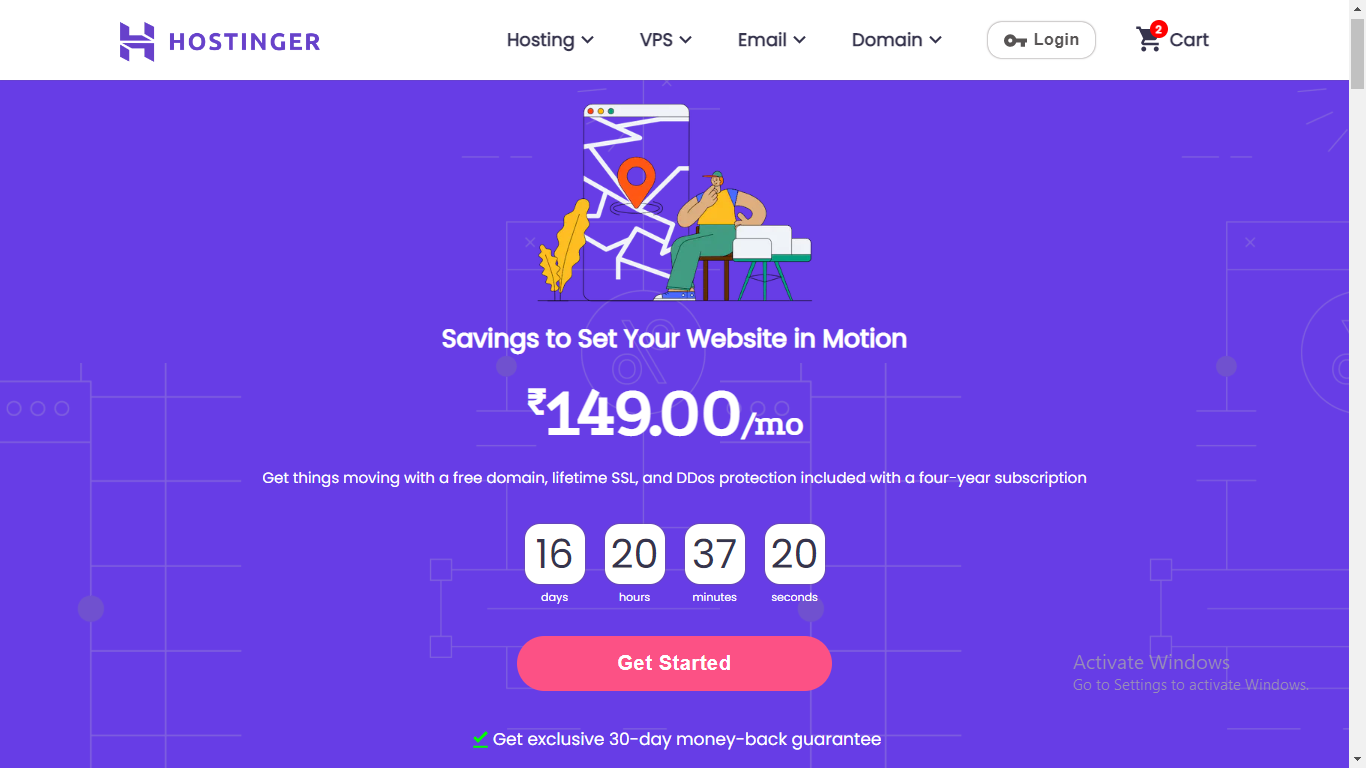 HOSTINGER
Hosting VPS Email Domain Login 2 Cart
Savings to Set Your Website in Motion
₹149.00/mo
Get things moving with a free domain, lifetime SSL, and DDos protection included with a four-year subscription
16 20 37 20
days hours minutes seconds
Get Started
Activate Windows
Go to Settings to activate Windows.
Get exclusive 30-day money-back guarantee